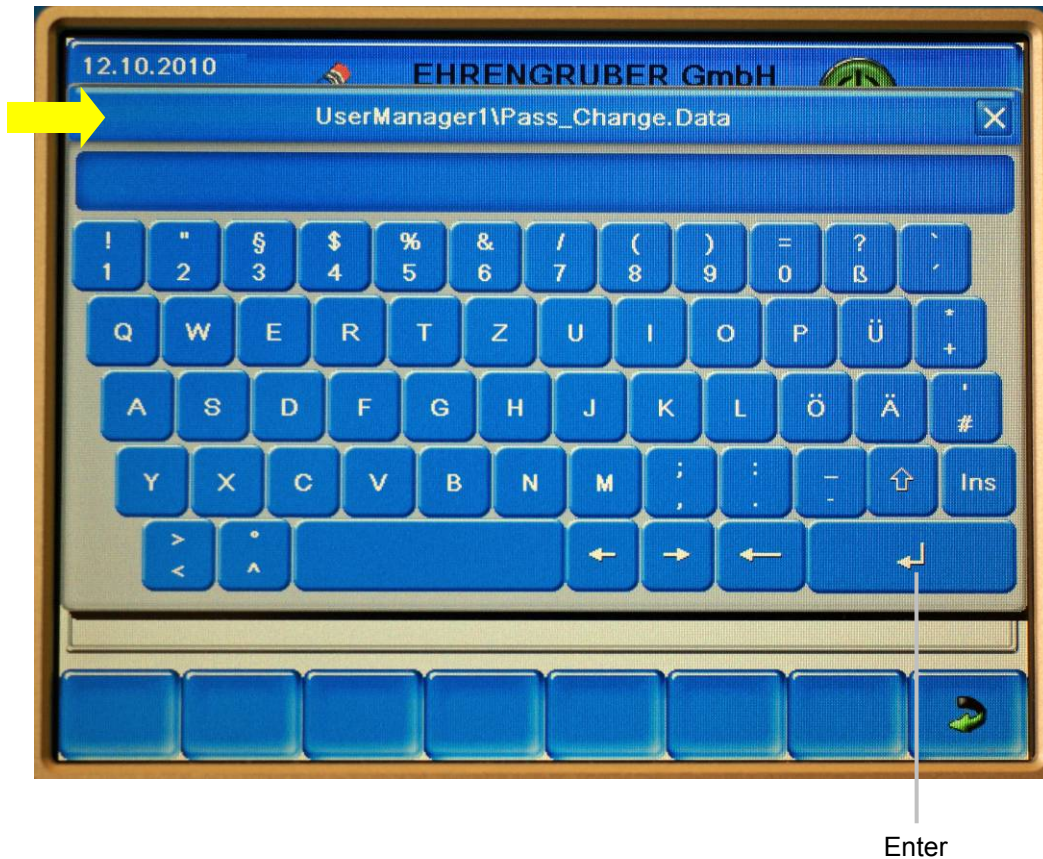 12.10.2010 EHRENGRUBER GmbH
UserManager1\Pass_Change.Data
! " § $ % & / ( ) = ? `
1 2 3 4 5 6 7 8 9 0 ß ´
Q W E R T Z U I O P Ü * +
A S D F G H J K L Ö Ä ' #
Y X C V B N M ; , : . _ - ⇧ Ins
> < ° ^ ← → ⟵ ↵
Enter